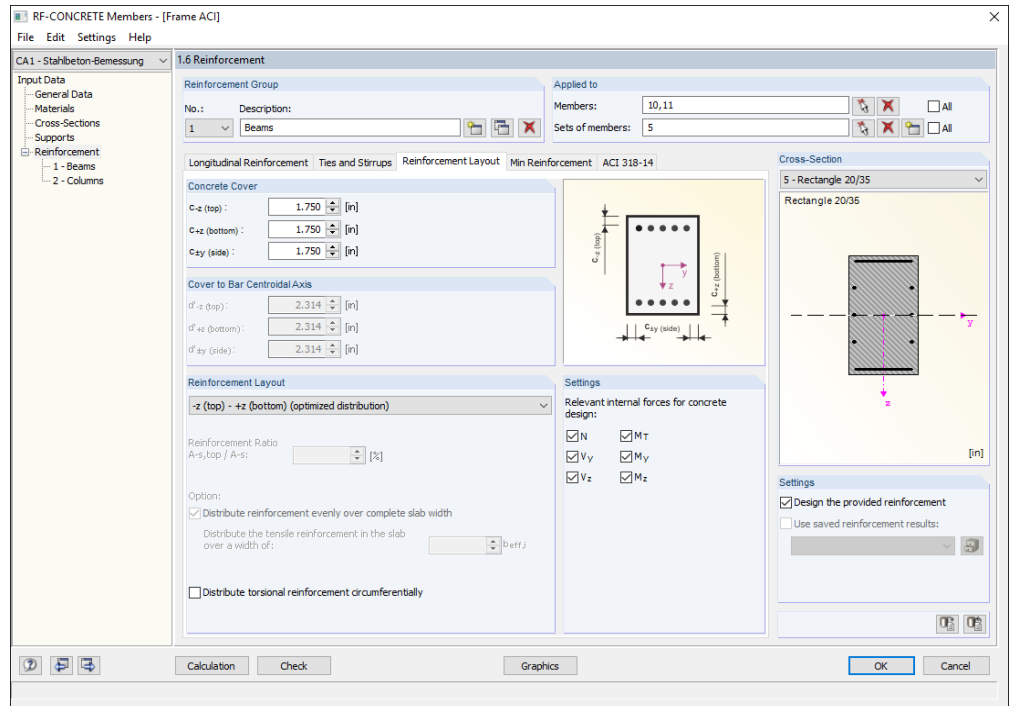 RF-CONCRETE Members - [Frame ACI]
File Edit Settings Help
CA1 - Stahlbeton-Bemessung
Input Data
General Data
Materials
Cross-Sections
Supports
Reinforcement
1 - Beams
2 - Columns
1.6 Reinforcement
Reinforcement Group
No.: Description:
1 Beams
Applied to
Members: 10,11 All
Sets of members: 5 All
Longitudinal Reinforcement Ties and Stirrups Reinforcement Layout Min Reinforcement ACI 318-14
Concrete Cover
c-z (top) : 1.750 [in]
c+z (bottom) : 1.750 [in]
c±y (side) : 1.750 [in]
Cover to Bar Centroidal Axis
d'-z (top): 2.314 [in]
d'+z (bottom): 2.314 [in]
d'±y (side): 2.314 [in]
c-z (top)
y
z
c+z (bottom)
c±y (side)
Reinforcement Layout
-z (top) - +z (bottom) (optimized distribution)
Reinforcement Ratio
A-s,top / A-s: [%]
Option:
Distribute reinforcement evenly over complete slab width
Distribute the tensile reinforcement in the slab
over a width of: beff,i
Distribute torsional reinforcement circumferentially
Settings
Relevant internal forces for concrete
design:
N MT
Vy My
Vz Mz
Cross-Section
5 - Rectangle 20/35
Rectangle 20/35
y
z
[in]
Settings
Design the provided reinforcement
Use saved reinforcement results:
Calculation Check Graphics OK Cancel